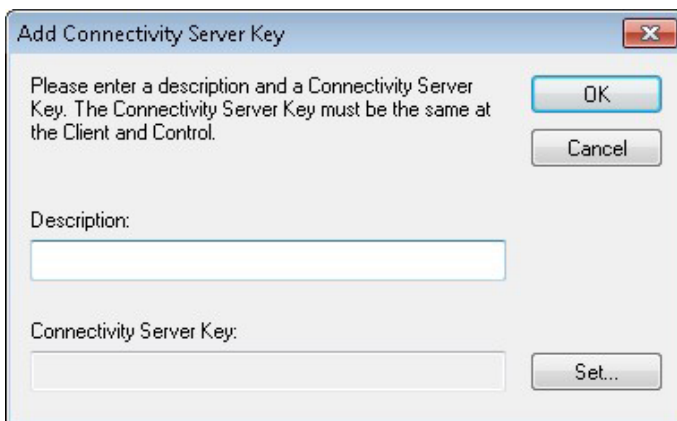 Add Connectivity Server Key
Please enter a description and a Connectivity Server
Key. The Connectivity Server Key must be the same at
the Client and Control.
OK
Cancel
Description:
Connectivity Server Key:
Set...